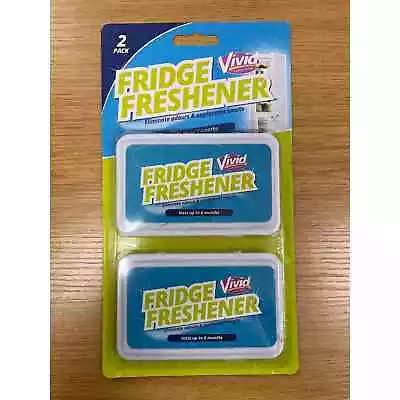 2
PACK
Vivid
FRIDGE
FRESHENER
Eliminate odours & unpleasant smells
Vivid
FRIDGE
FRESHENER
lasts up to 6 months
Vivid
FRIDGE
FRESHENER
lasts up to 6 months